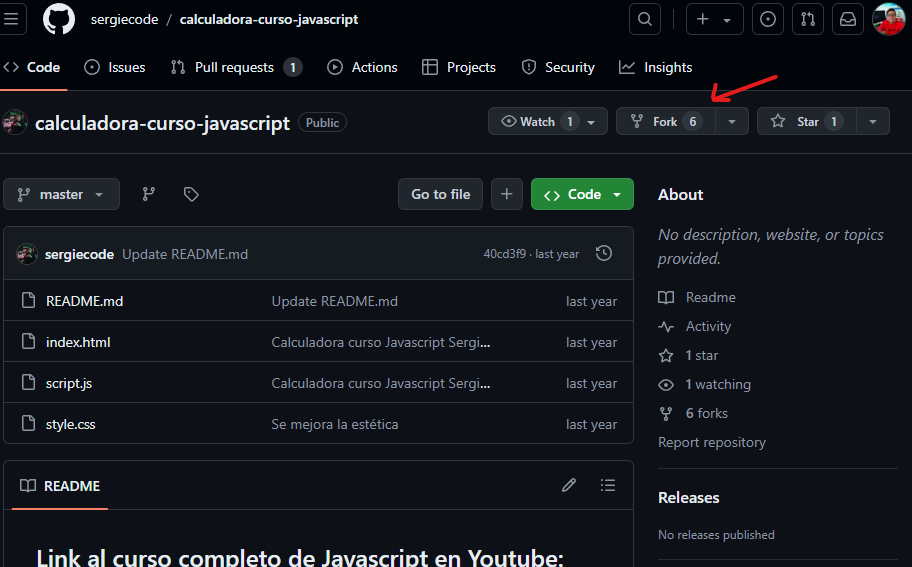 sergiecode / calculadora-curso-javascript
Code Issues Pull requests 1 Actions Projects Security Insights
calculadora-curso-javascript Public Watch 1 Fork 6 Star 1
master Go to file Code
sergiecode Update README.md 40cd3f9 · last year
README.md Update README.md last year
index.html Calculadora curso Javascript Sergi... last year
script.js Calculadora curso Javascript Sergi... last year
style.css Se mejora la estética last year
README
Link al curso completo de Javascript en Youtube:
About
No description, website, or topics
provided.
Readme
Activity
1 star
1 watching
6 forks
Report repository
Releases
No releases published